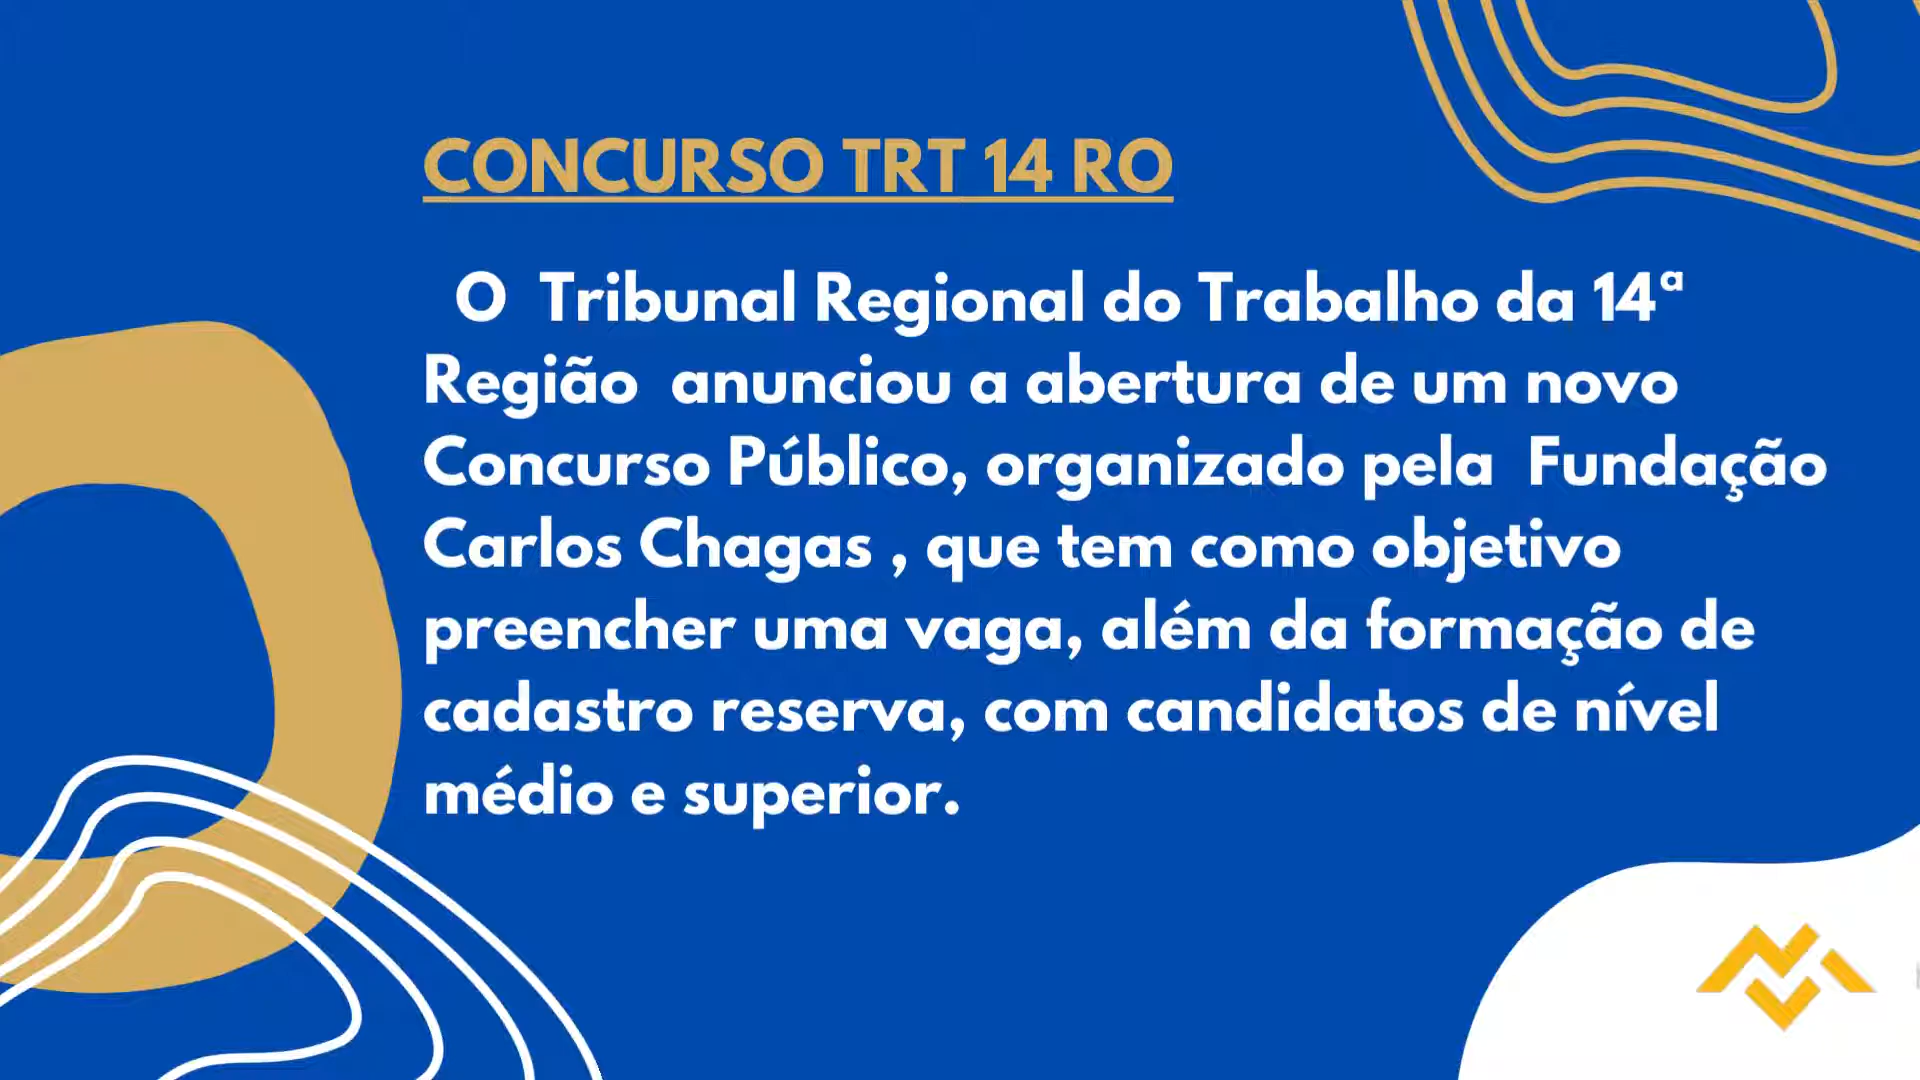 CONCURSO TRT 14 RO
O Tribunal Regional do Trabalho da 14ª
Região anunciou a abertura de um novo
Concurso Público, organizado pela Fundação
Carlos Chagas , que tem como objetivo
preencher uma vaga, além da formação de
cadastro reserva, com candidatos de nível
médio e superior.